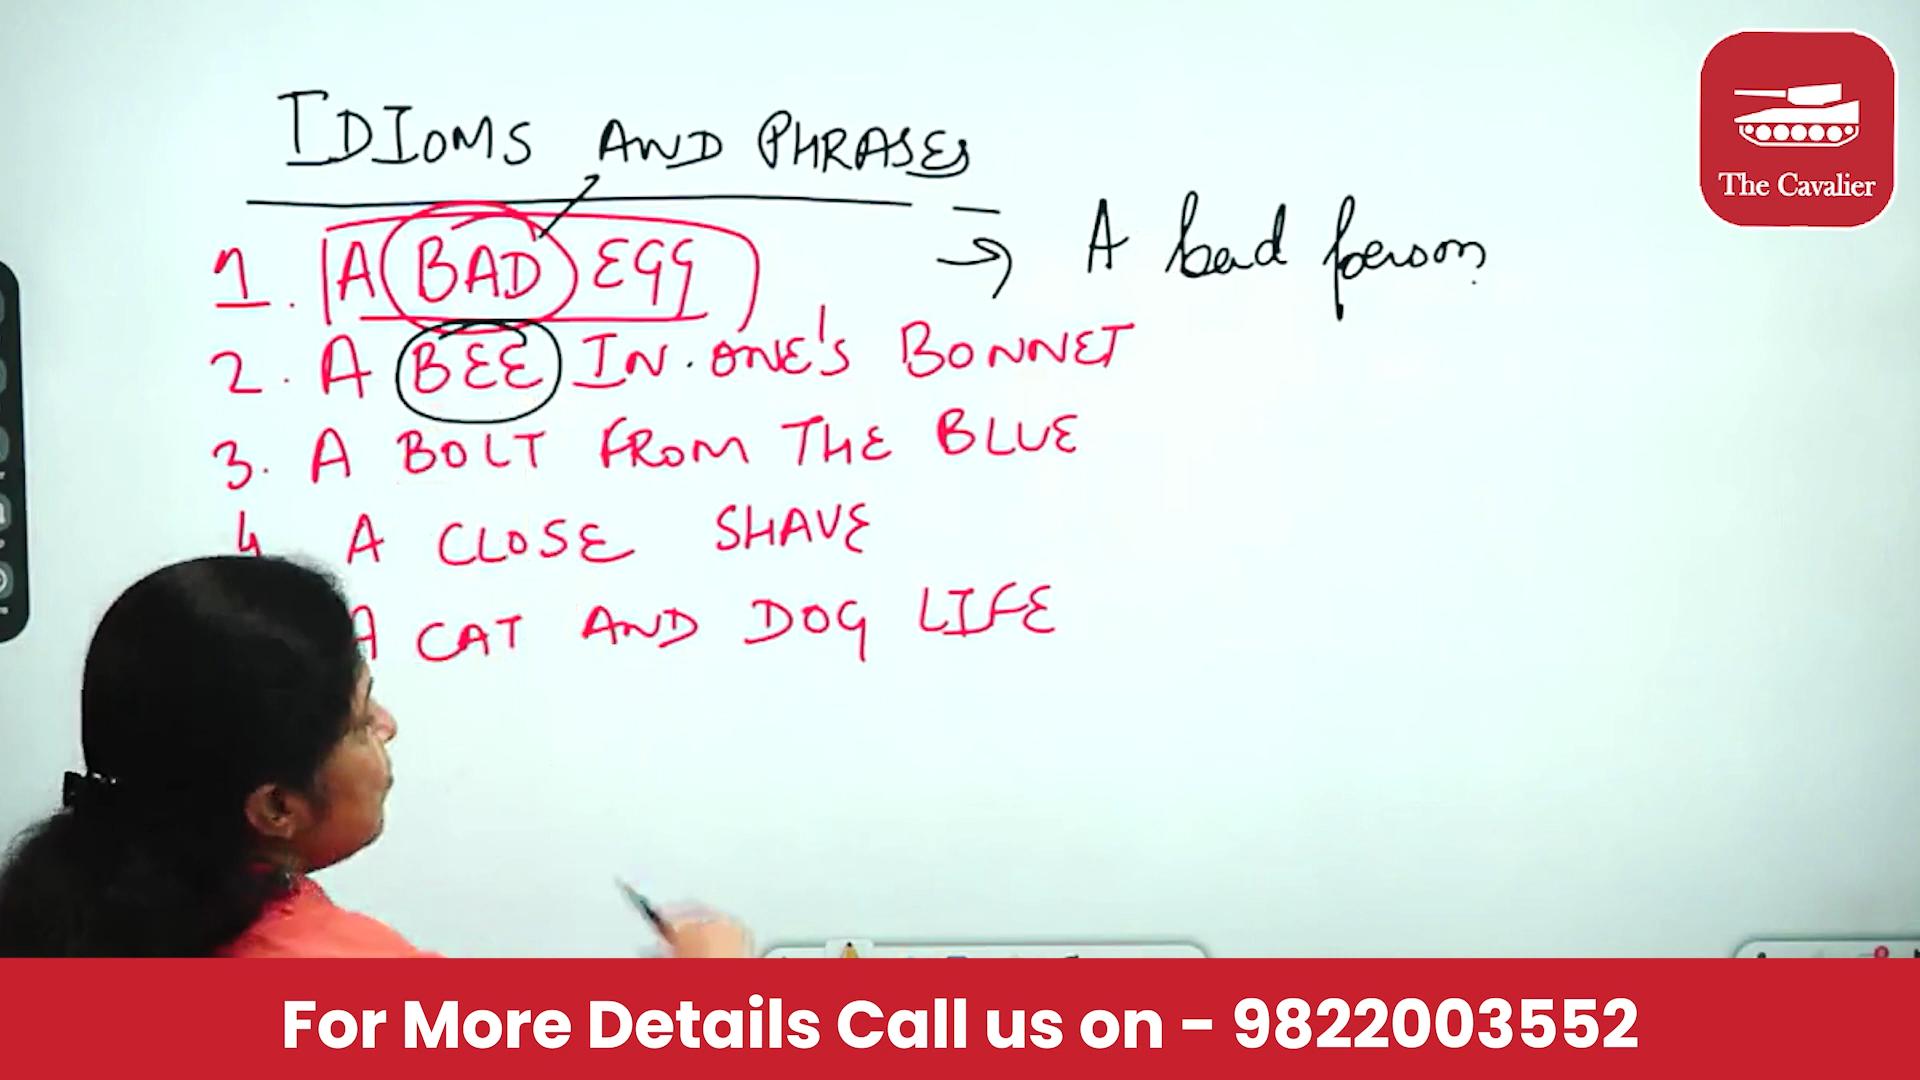 IDIOMS AND PHRASES
The Cavalier
1. A BAD EGG → A bad person
2. A BEE IN ONE'S BONNET
3. A BOLT FROM THE BLUE
4 A CLOSE SHAVE
A CAT AND DOG LIFE
For More Details Call us on - 9822003552